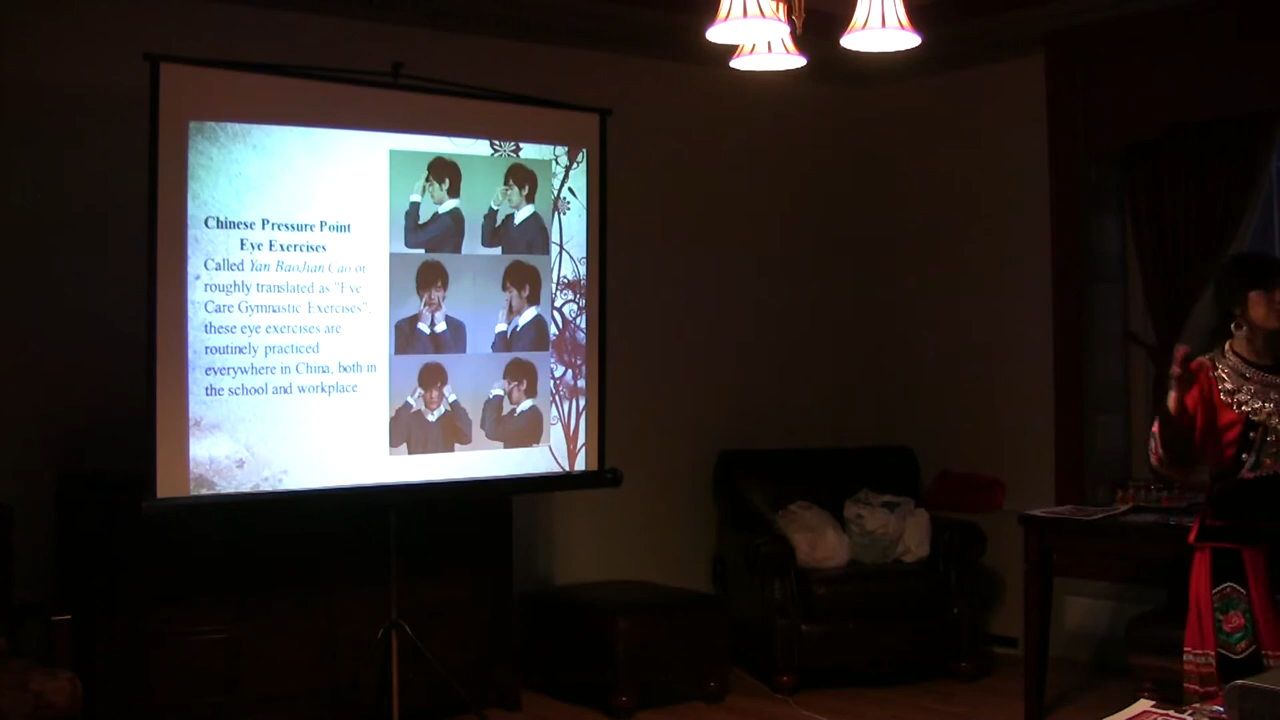 Chinese Pressure Point
Eye Exercises
Called Yan BaoJian Cao or
roughly translated as "Eye
Care Gymnastic Exercises",
these eye exercises are
routinely practiced
everywhere in China, both in
the school and workplace.